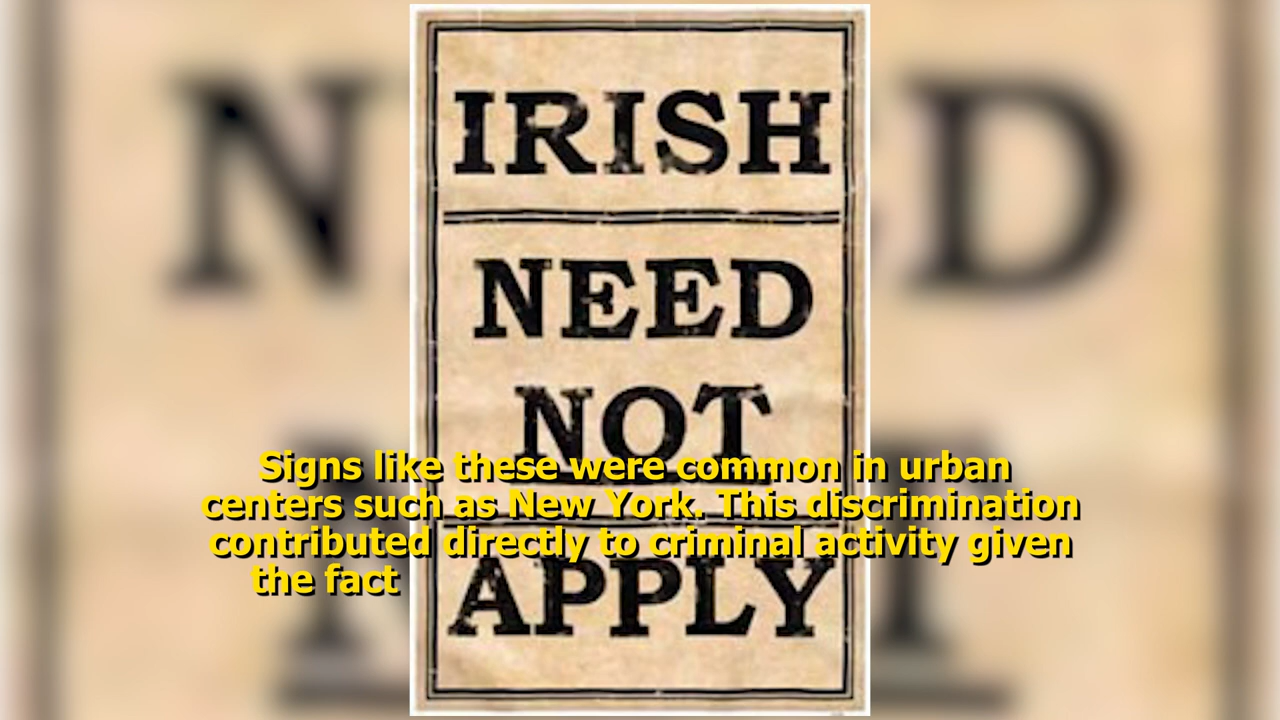 IRISH
NEED
NOT
APPLY
Signs like these were common in urban
centers such as New York. This discrimination
contributed directly to criminal activity given
the fact